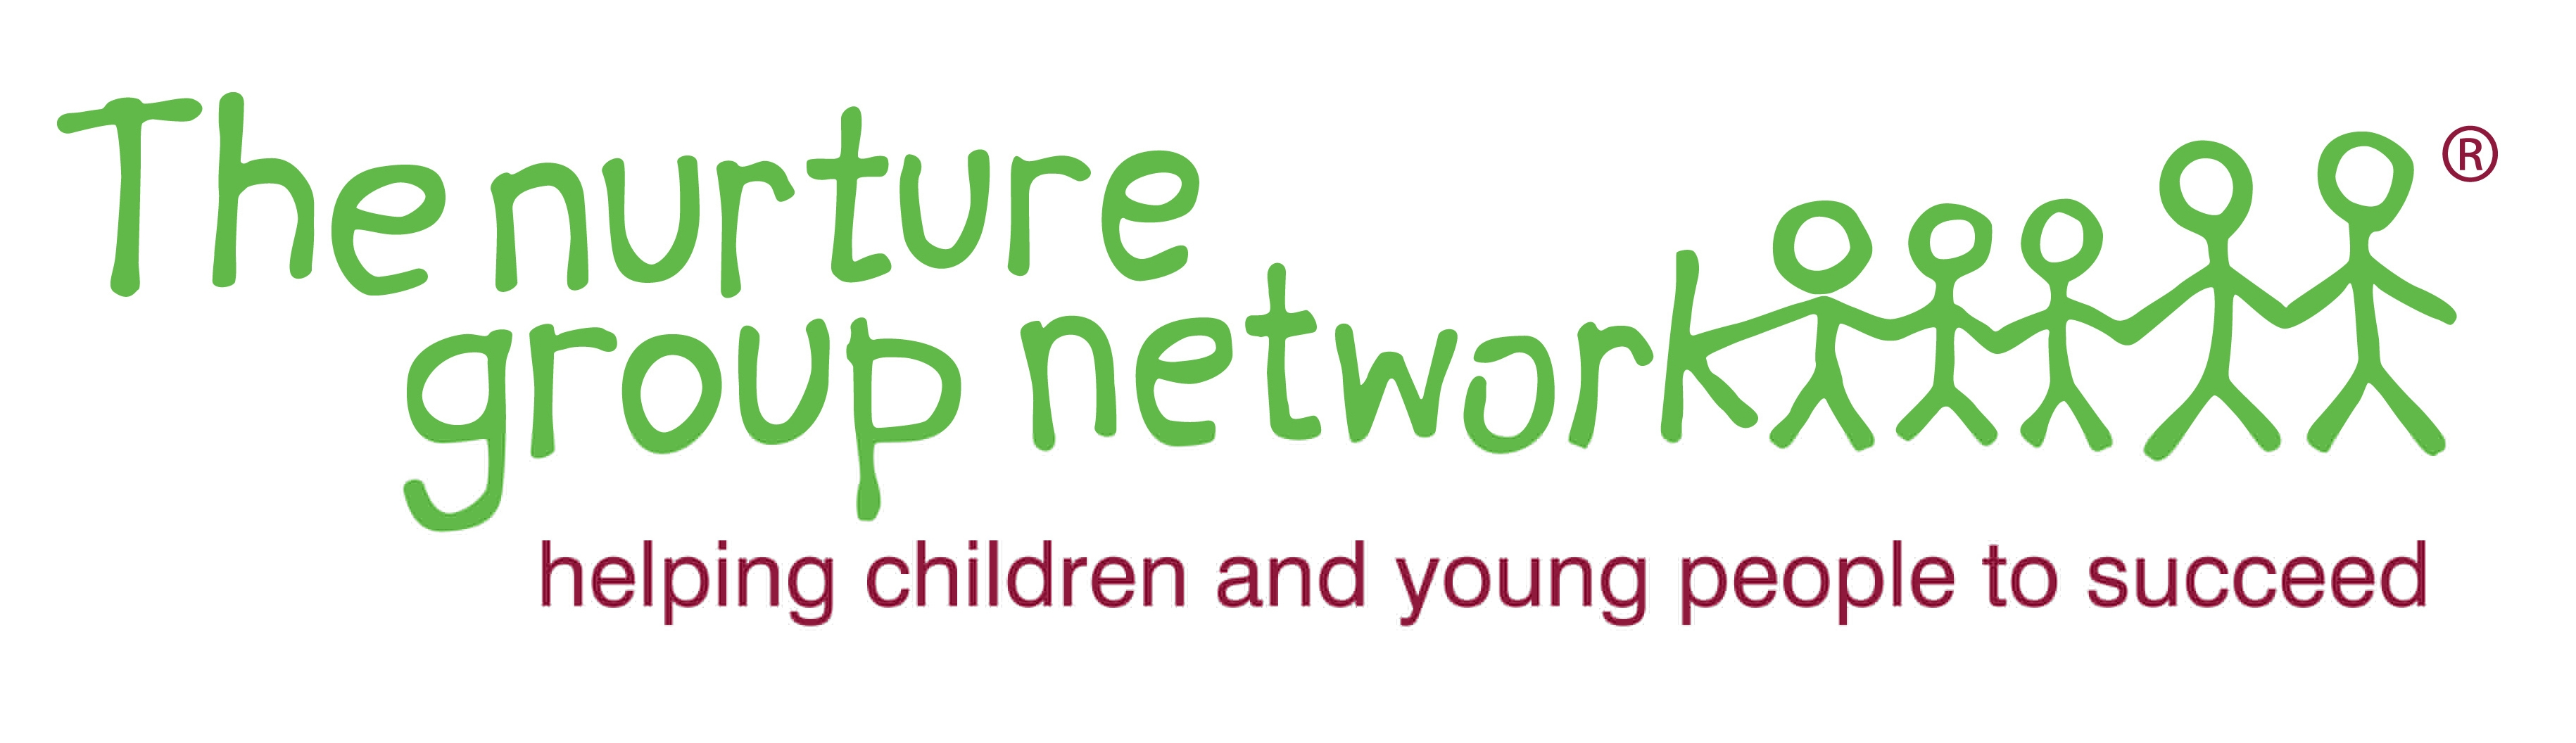 The nurture
group network ®
helping children and young people to succeed